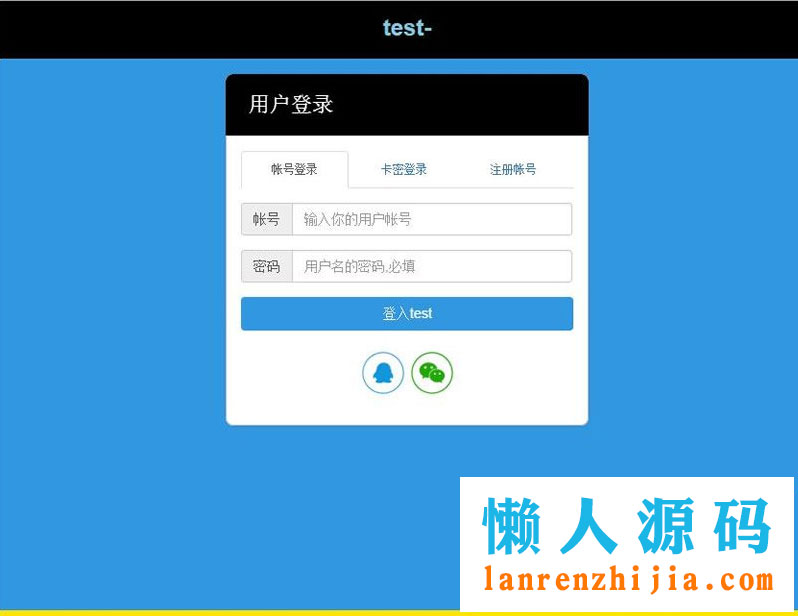 test-
用户登录
帐号登录 卡密登录 注册帐号
帐号 输入你的用户帐号
密码 用户名的密码,必填
登入test
懒人源码
lanrenzhijia.com